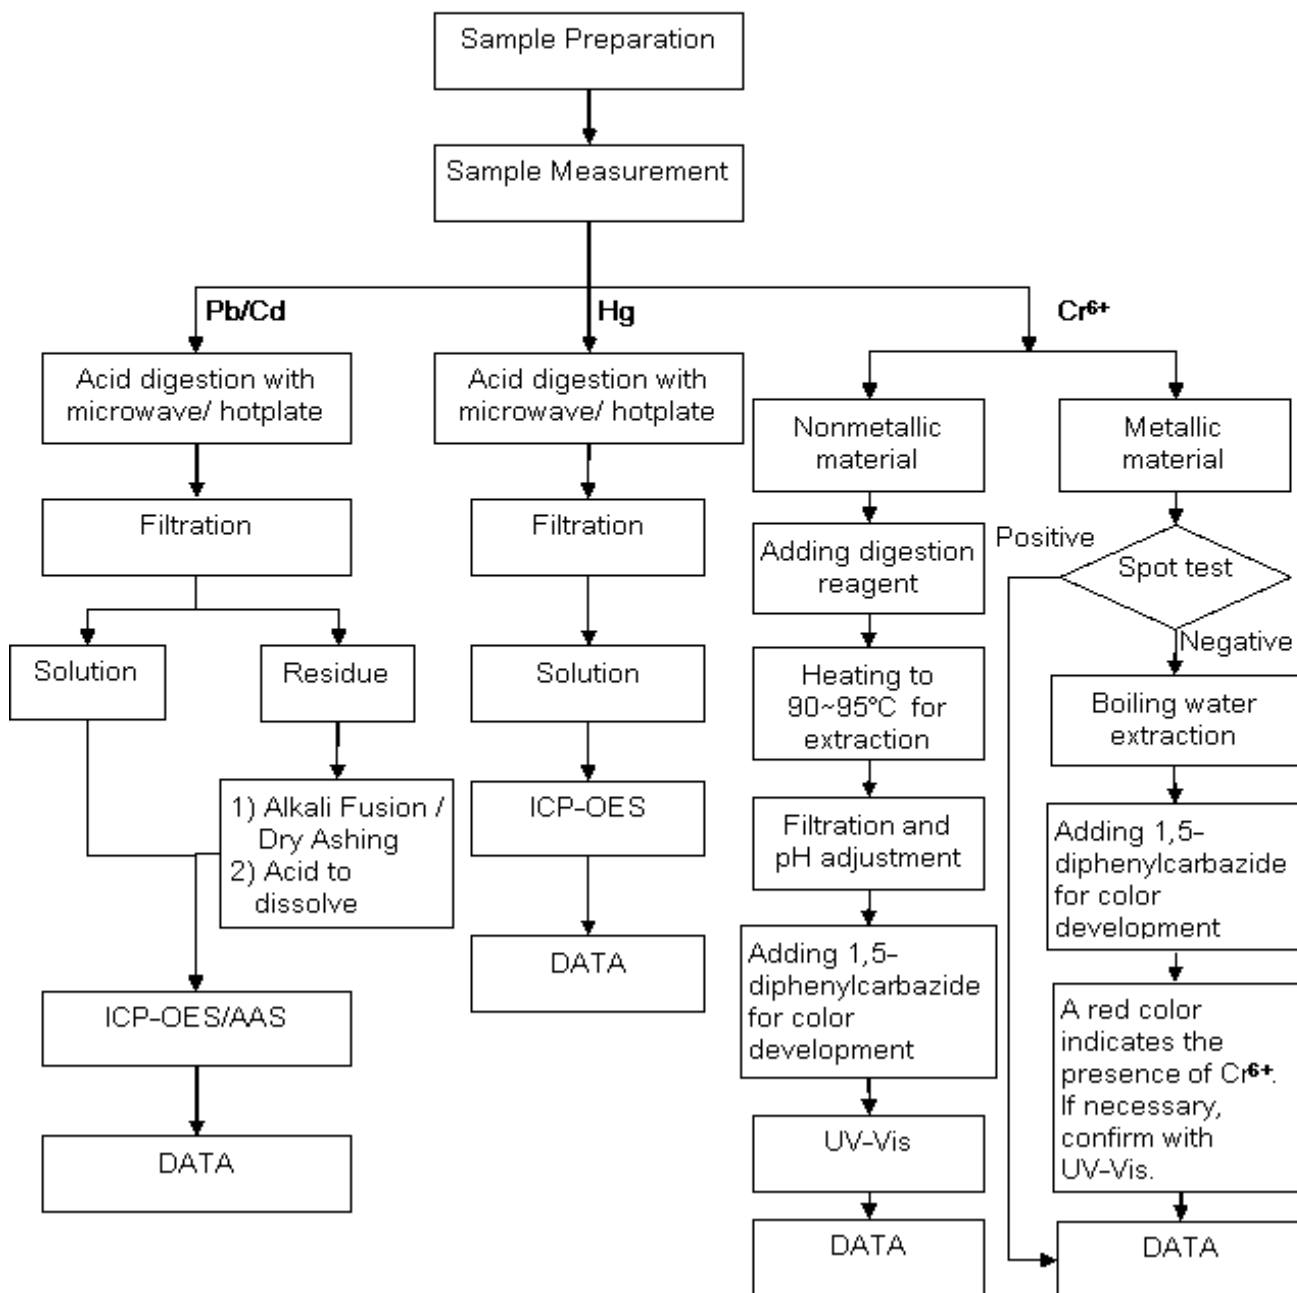 Sample Preparation
Sample Measurement
Pb/Cd
Hg
Cr⁶⁺
Acid digestion with
microwave/ hotplate
Filtration
Solution
Residue
1) Alkali Fusion /
Dry Ashing
2) Acid to
dissolve
ICP-OES/AAS
DATA
Acid digestion with
microwave/ hotplate
Filtration
Solution
ICP-OES
DATA
Nonmetallic
material
Adding digestion
reagent
Heating to
90~95°C for
extraction
Filtration and
pH adjustment
Adding 1,5-
diphenylcarbazide
for color
development
UV-Vis
DATA
Metallic
material
Positive
Spot test
Negative
Boiling water
extraction
Adding 1,5-
diphenylcarbazide
for color
development
A red color
indicates the
presence of Cr⁶⁺.
If necessary,
confirm with
UV-Vis.
DATA